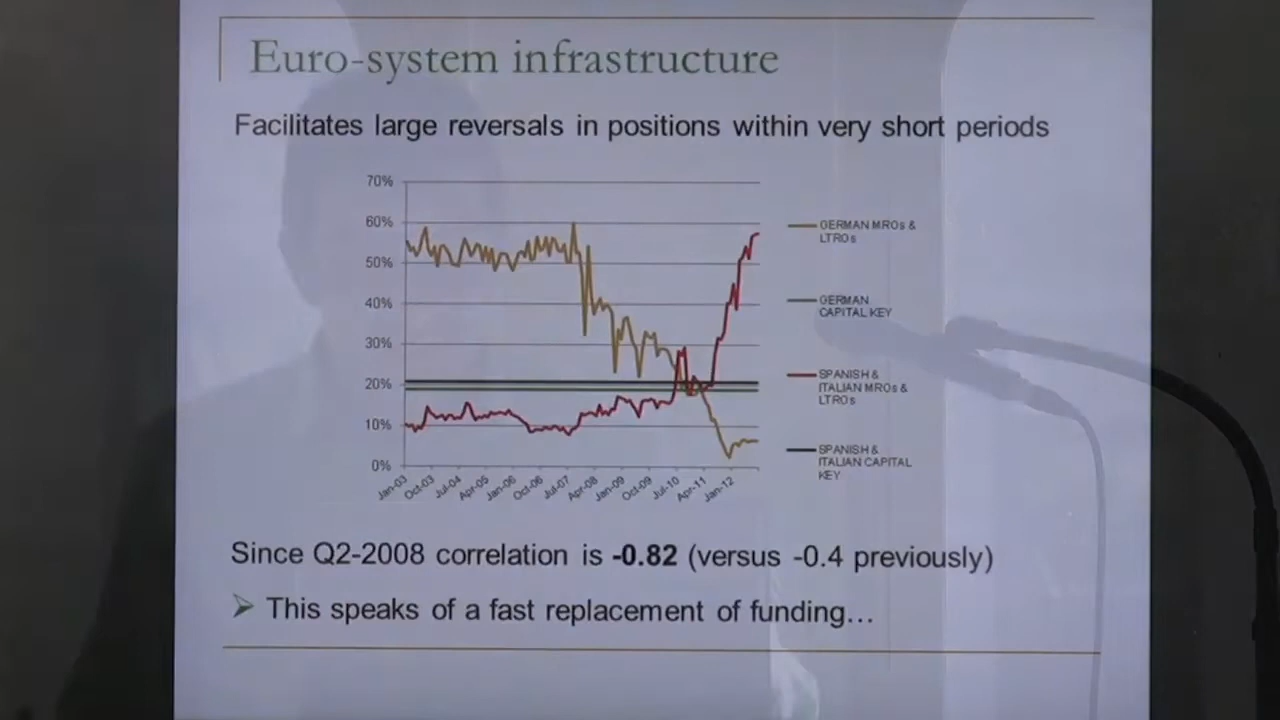 Euro-system infrastructure
Facilitates large reversals in positions within very short periods
70%
60%
50%
40%
30%
20%
10%
0%
Jan-03
Oct-03
Jul-04
Apr-05
Jan-06
Oct-06
Jul-07
Apr-08
Jan-09
Oct-09
Jul-10
Apr-11
Jan-12
GERMAN MROs &
LTROs
GERMAN
CAPITAL KEY
SPANISH &
ITALIAN MROs &
LTROs
SPANISH &
ITALIAN CAPITAL
KEY
Since Q2-2008 correlation is -0.82 (versus -0.4 previously)
This speaks of a fast replacement of funding…